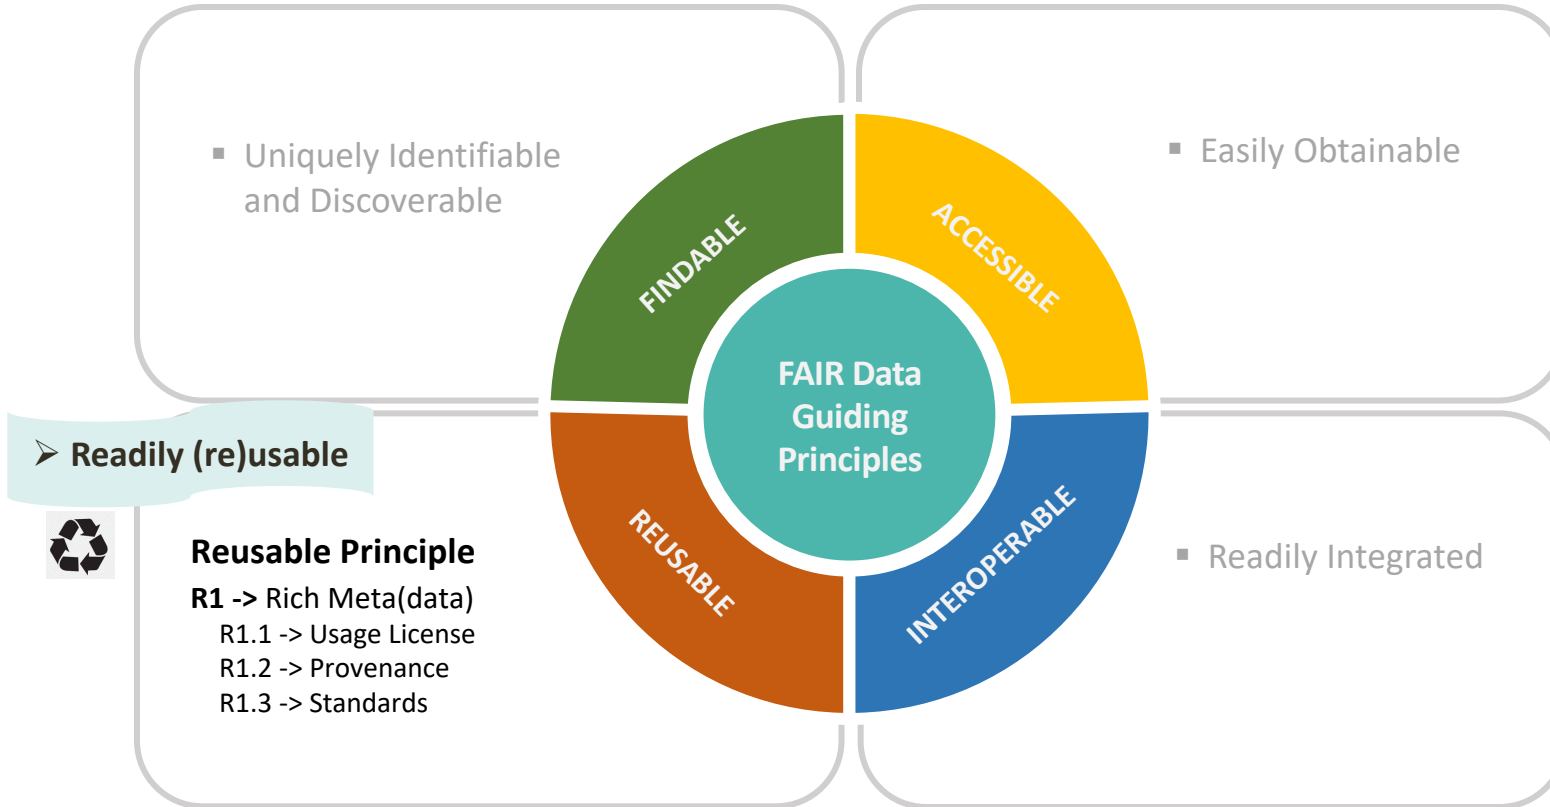 ▪ Uniquely Identifiable
and Discoverable
▪ Easily Obtainable
FINDABLE
ACCESSIBLE
FAIR Data
Guiding
Principles
➢ Readily (re)usable
REUSABLE
INTEROPERABLE
Reusable Principle
R1 -> Rich Meta(data)
R1.1 -> Usage License
R1.2 -> Provenance
R1.3 -> Standards
▪ Readily Integrated